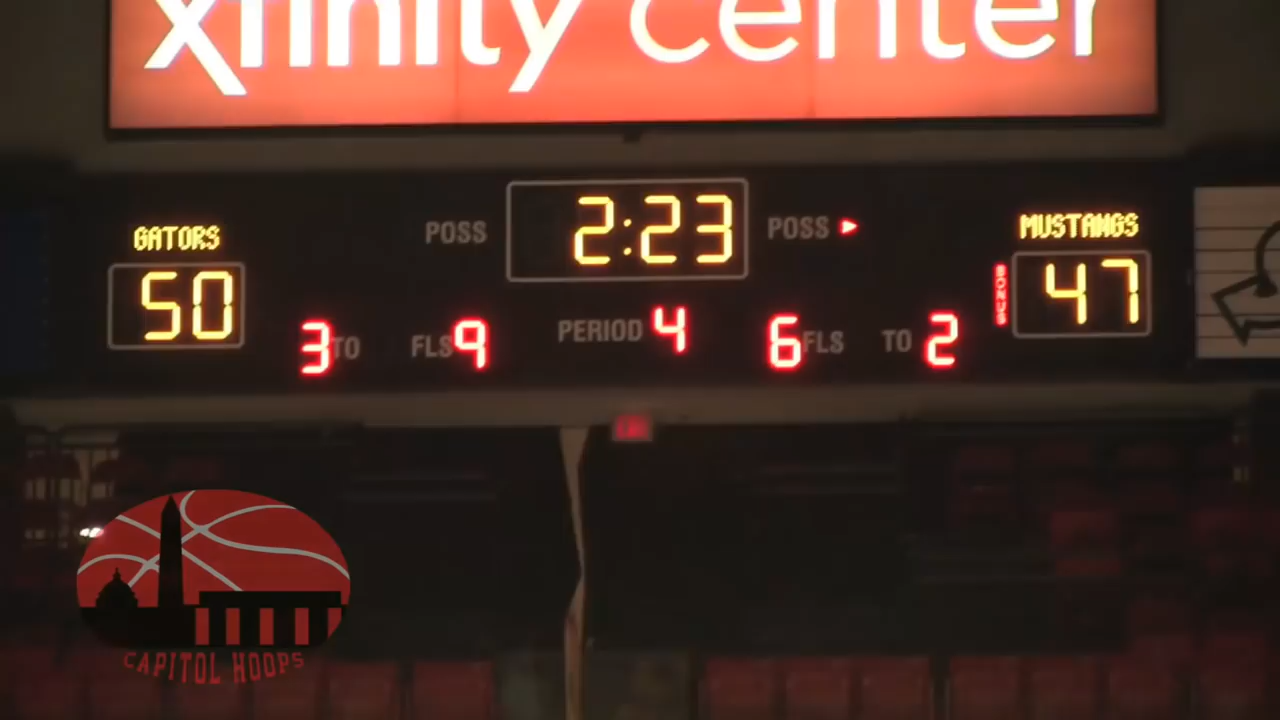 xfinity center
GATORS
50
POSS
2:23
POSS
MUSTANGS
BONUS
47
3 TO
FLS 9
PERIOD 4
6 FLS
TO 2
CAPITOL HOOPS